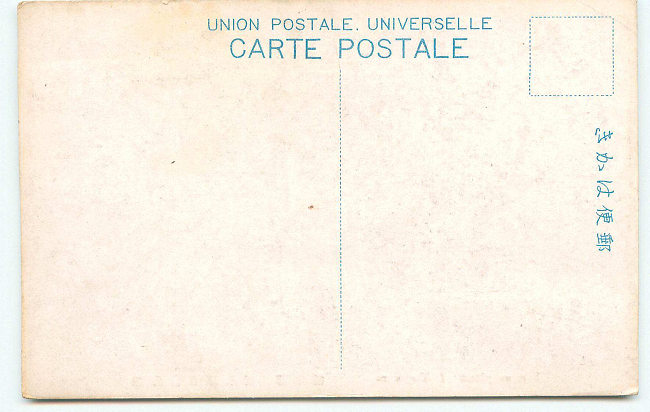 UNION POSTALE. UNIVERSELLE
CARTE POSTALE
郵便はかき